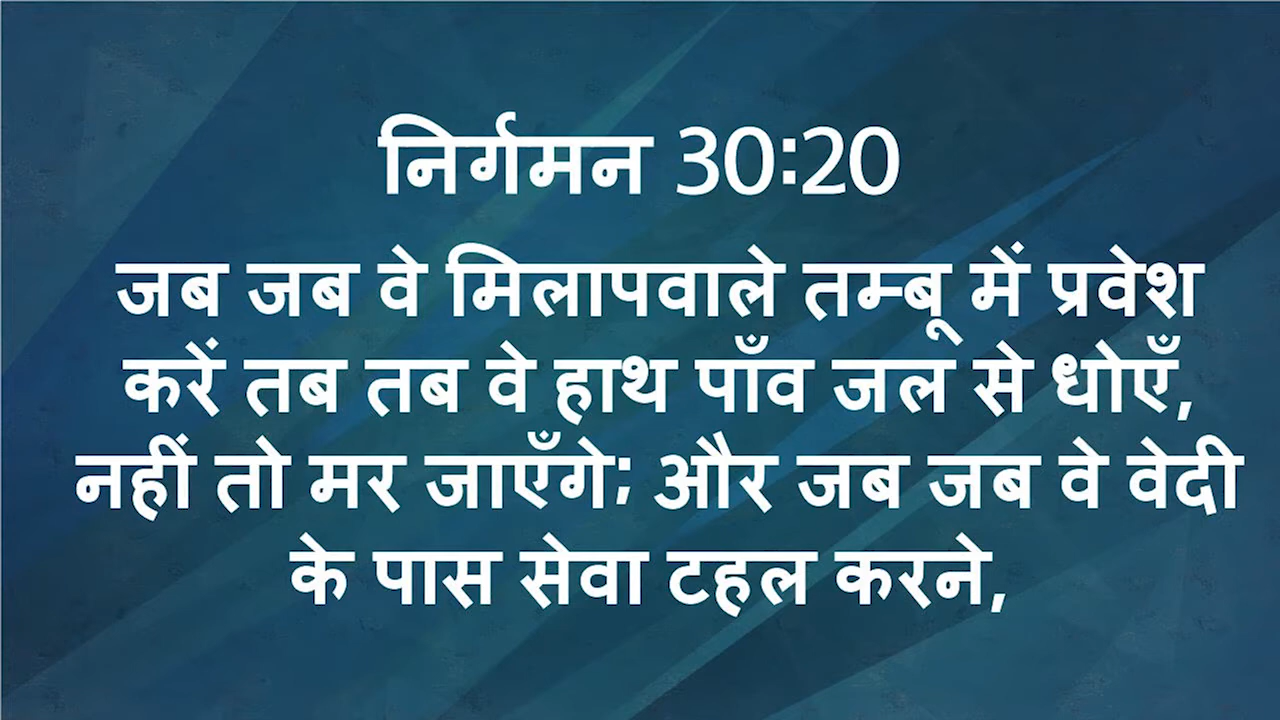 निर्गमन 30:20
जब जब वे मिलापवाले तम्बू में प्रवेश
करें तब तब वे हाथ पाँव जल से धोएँ,
नहीं तो मर जाएँगे; और जब जब वे वेदी
के पास सेवा टहल करने,